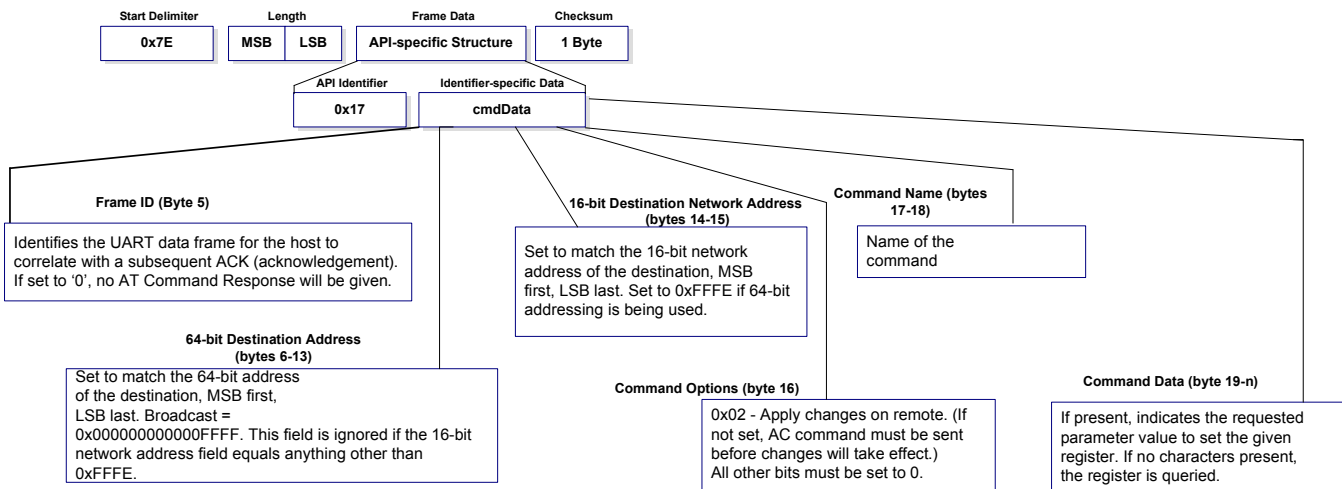 Start Delimiter Length Frame Data Checksum
0x7E MSB LSB API-specific Structure 1 Byte
API Identifier Identifier-specific Data
0x17 cmdData
Frame ID (Byte 5)
Identifies the UART data frame for the host to
correlate with a subsequent ACK (acknowledgement).
If set to ‘0’, no AT Command Response will be given.
16-bit Destination Network Address
(bytes 14-15)
Set to match the 16-bit network
address of the destination, MSB
first, LSB last. Set to 0xFFFE if 64-bit
addressing is being used.
Command Name (bytes
17-18)
Name of the
command
64-bit Destination Address
(bytes 6-13)
Set to match the 64-bit address
of the destination, MSB first,
LSB last. Broadcast =
0x000000000000FFFF. This field is ignored if the 16-bit
network address field equals anything other than
0xFFFE.
Command Options (byte 16)
0x02 - Apply changes on remote. (If
not set, AC command must be sent
before changes will take effect.)
All other bits must be set to 0.
Command Data (byte 19-n)
If present, indicates the requested
parameter value to set the given
register. If no characters present,
the register is queried.